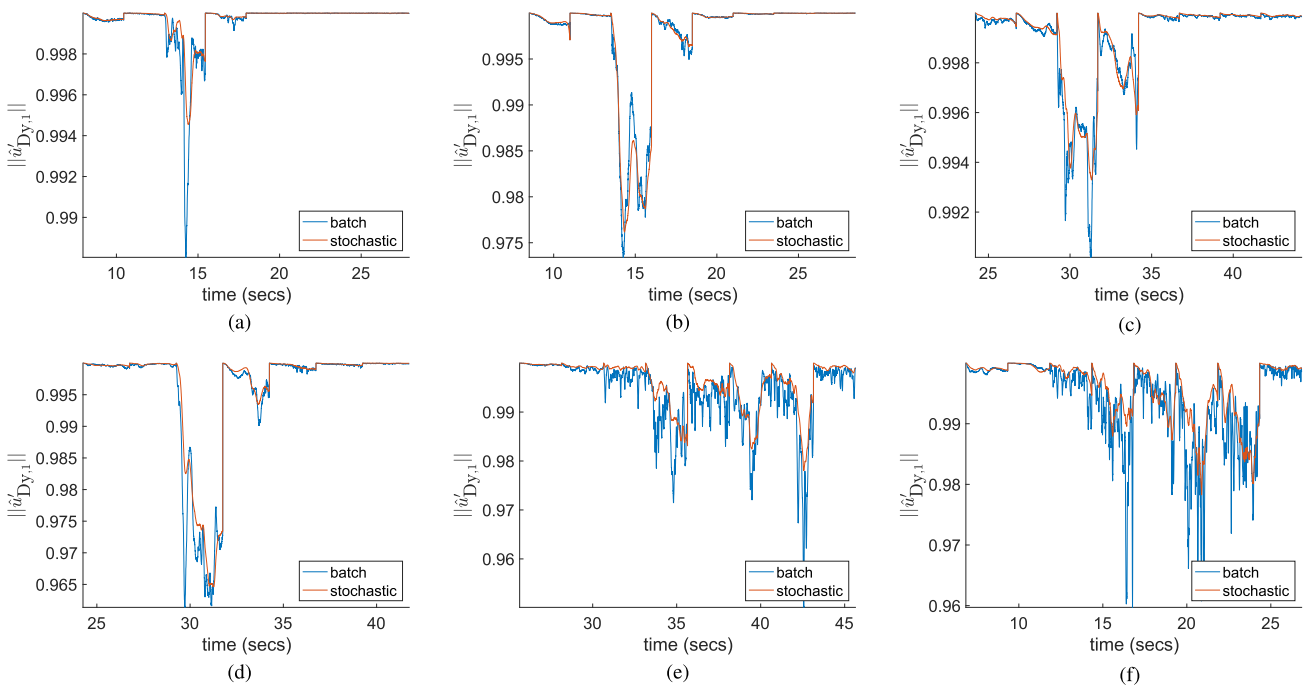 0.998
0.996
0.994
0.992
0.99
||û′Dy,1||
batch
stochastic
10 15 20 25
time (secs)
(a)
0.995
0.99
0.985
0.98
0.975
||û′Dy,1||
batch
stochastic
10 15 20 25
time (secs)
(b)
0.998
0.996
0.994
0.992
||û′Dy,1||
batch
stochastic
25 30 35 40
time (secs)
(c)
0.995
0.99
0.985
0.98
0.975
0.97
0.965
||û′Dy,1||
batch
stochastic
25 30 35 40
time (secs)
(d)
0.99
0.98
0.97
0.96
||û′Dy,1||
batch
stochastic
30 35 40 45
time (secs)
(e)
0.99
0.98
0.97
0.96
||û′Dy,1||
batch
stochastic
10 15 20 25
time (secs)
(f)